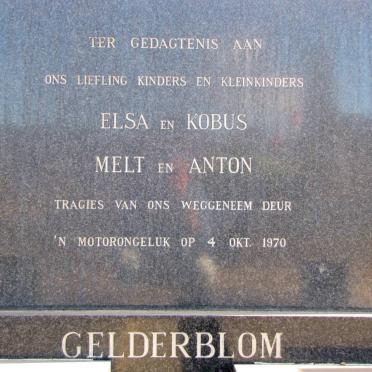 TER GEDAGTENIS AAN
ONS LIEFLING KINDERS EN KLEINKINDERS
ELSA EN KOBUS
MELT EN ANTON
TRAGIES VAN ONS WEGGENEEM DEUR
'N MOTORONGELUK OP 4 OKT. 1970
GELDERBLOM